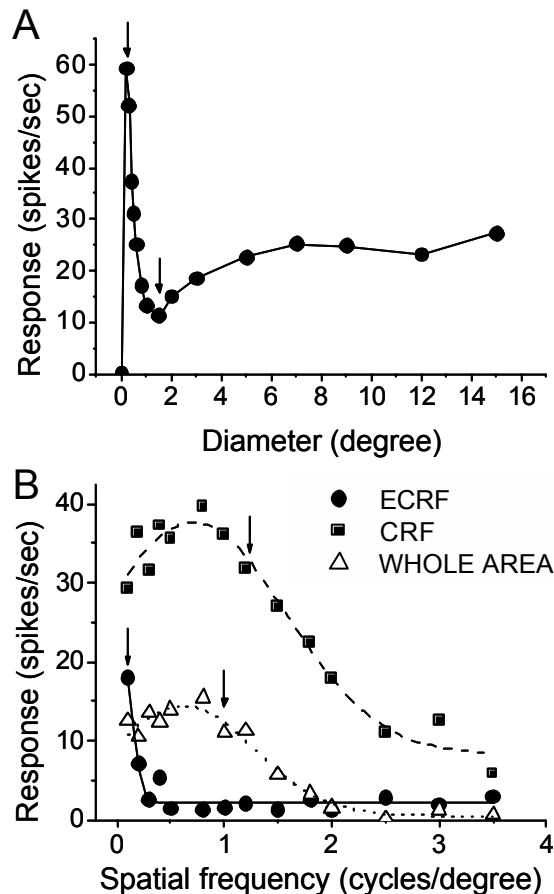 A
Response (spikes/sec)
60
50
40
30
20
10
0
0 2 4 6 8 10 12 14 16
Diameter (degree)
B
Response (spikes/sec)
40
30
20
10
0
ECRF
CRF
WHOLE AREA
0 1 2 3 4
Spatial frequency (cycles/degree)